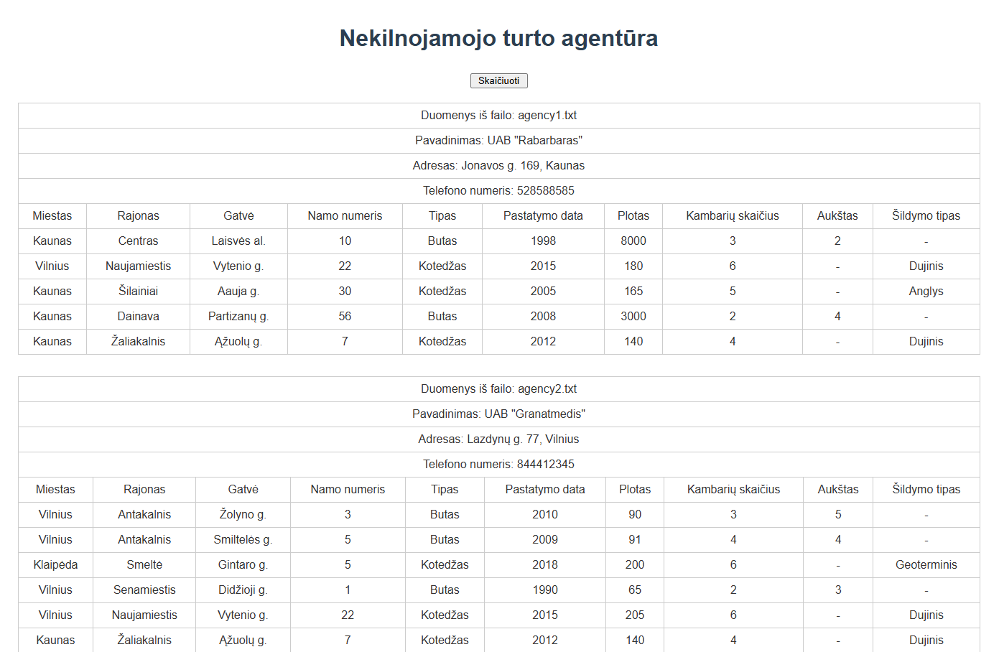 Nekilnojamojo turto agentūra
Skaičiuoti
Duomenys iš failo: agency1.txt
Pavadinimas: UAB "Rabarbaras"
Adresas: Jonavos g. 169, Kaunas
Telefono numeris: 528588585
Miestas Rajonas Gatvė Namo numeris Tipas Pastatymo data Plotas Kambarių skaičius Aukštas Šildymo tipas
Kaunas Centras Laisvės al. 10 Butas 1998 8000 3 2 -
Vilnius Naujamiestis Vytenio g. 22 Kotedžas 2015 180 6 - Dujinis
Kaunas Šilainiai Aauja g. 30 Kotedžas 2005 165 5 - Anglys
Kaunas Dainava Partizanų g. 56 Butas 2008 3000 2 4 -
Kaunas Žaliakalnis Ąžuolų g. 7 Kotedžas 2012 140 4 - Dujinis
Duomenys iš failo: agency2.txt
Pavadinimas: UAB "Granatmedis"
Adresas: Lazdynų g. 77, Vilnius
Telefono numeris: 844412345
Miestas Rajonas Gatvė Namo numeris Tipas Pastatymo data Plotas Kambarių skaičius Aukštas Šildymo tipas
Vilnius Antakalnis Žolyno g. 3 Butas 2010 90 3 5 -
Vilnius Antakalnis Smiltelės g. 5 Butas 2009 91 4 4 -
Klaipėda Smeltė Gintaro g. 5 Kotedžas 2018 200 6 - Geoterminis
Vilnius Senamiestis Didžioji g. 1 Butas 1990 65 2 3 -
Vilnius Naujamiestis Vytenio g. 22 Kotedžas 2015 205 6 - Dujinis
Kaunas Žaliakalnis Ąžuolų g. 7 Kotedžas 2012 140 4 - Dujinis